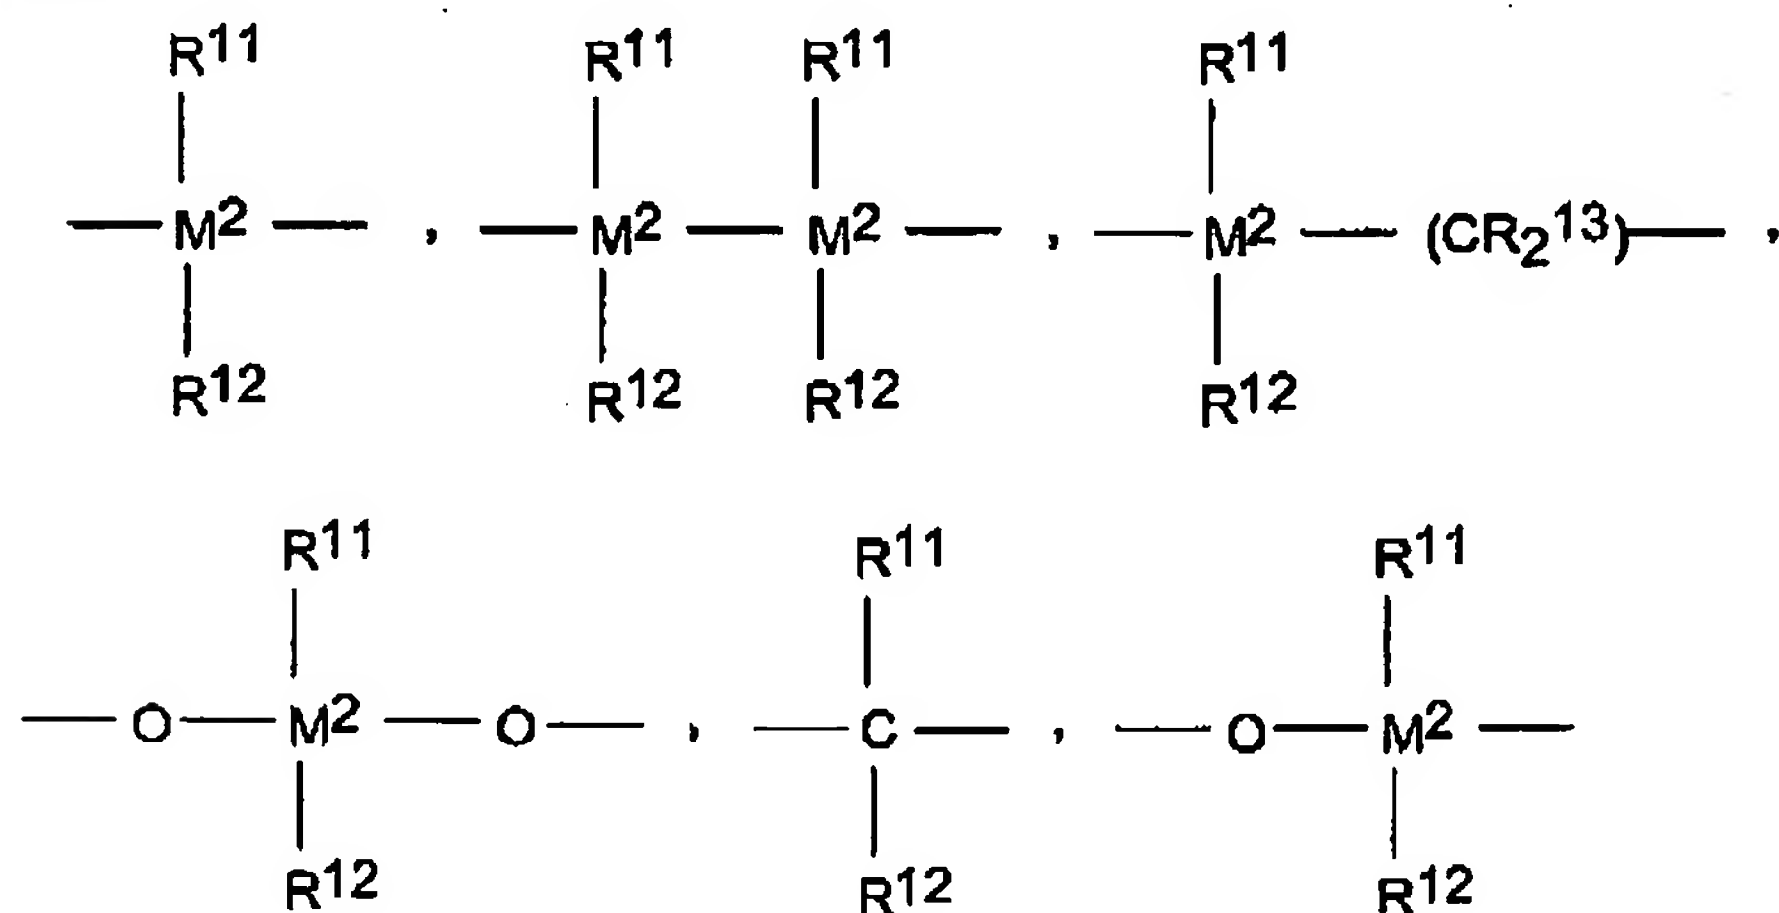 R11 R11 R11 R11
M2 , M2 M2 , M2 (CR213) ,
R12 R12 R12 R12
R11 R11 R11
O M2 O , C , O M2
R12 R12 R12